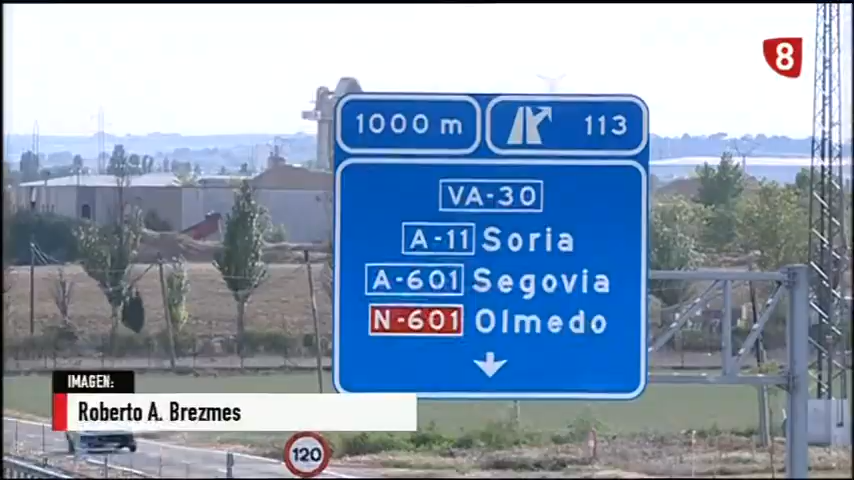 8
1000 m
113
VA-30
A-11 Soria
A-601 Segovia
N-601 Olmedo
IMAGEN:
Roberto A. Brezmes
120